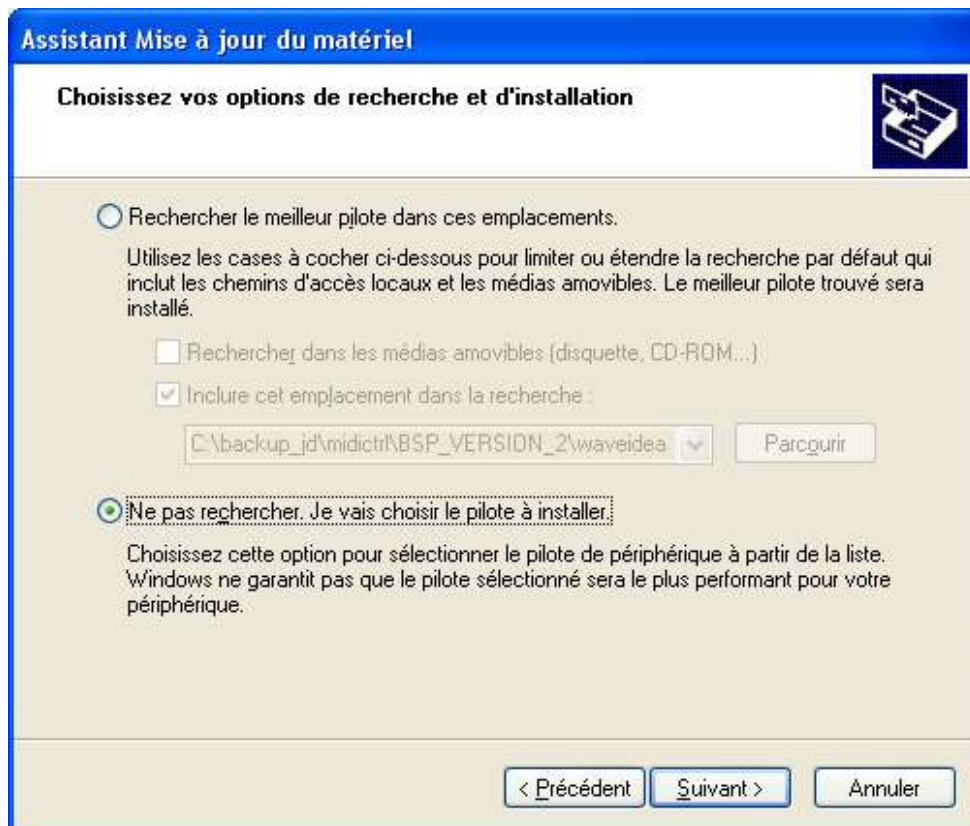 Assistant Mise à jour du matériel
Choisissez vos options de recherche et d'installation
Rechercher le meilleur pilote dans ces emplacements.
Utilisez les cases à cocher ci-dessous pour limiter ou étendre la recherche par défaut qui
inclut les chemins d'accès locaux et les médias amovibles. Le meilleur pilote trouvé sera
installé.
Rechercher dans les médias amovibles (disquette, CD-ROM...)
Inclure cet emplacement dans la recherche :
C:\backup_jd\midictrl\BSP_VERSION_2\waveidea
Parcourir
Ne pas rechercher. Je vais choisir le pilote à installer.
Choisissez cette option pour sélectionner le pilote de périphérique à partir de la liste.
Windows ne garantit pas que le pilote sélectionné sera le plus performant pour votre
périphérique.
< Précédent
Suivant >
Annuler